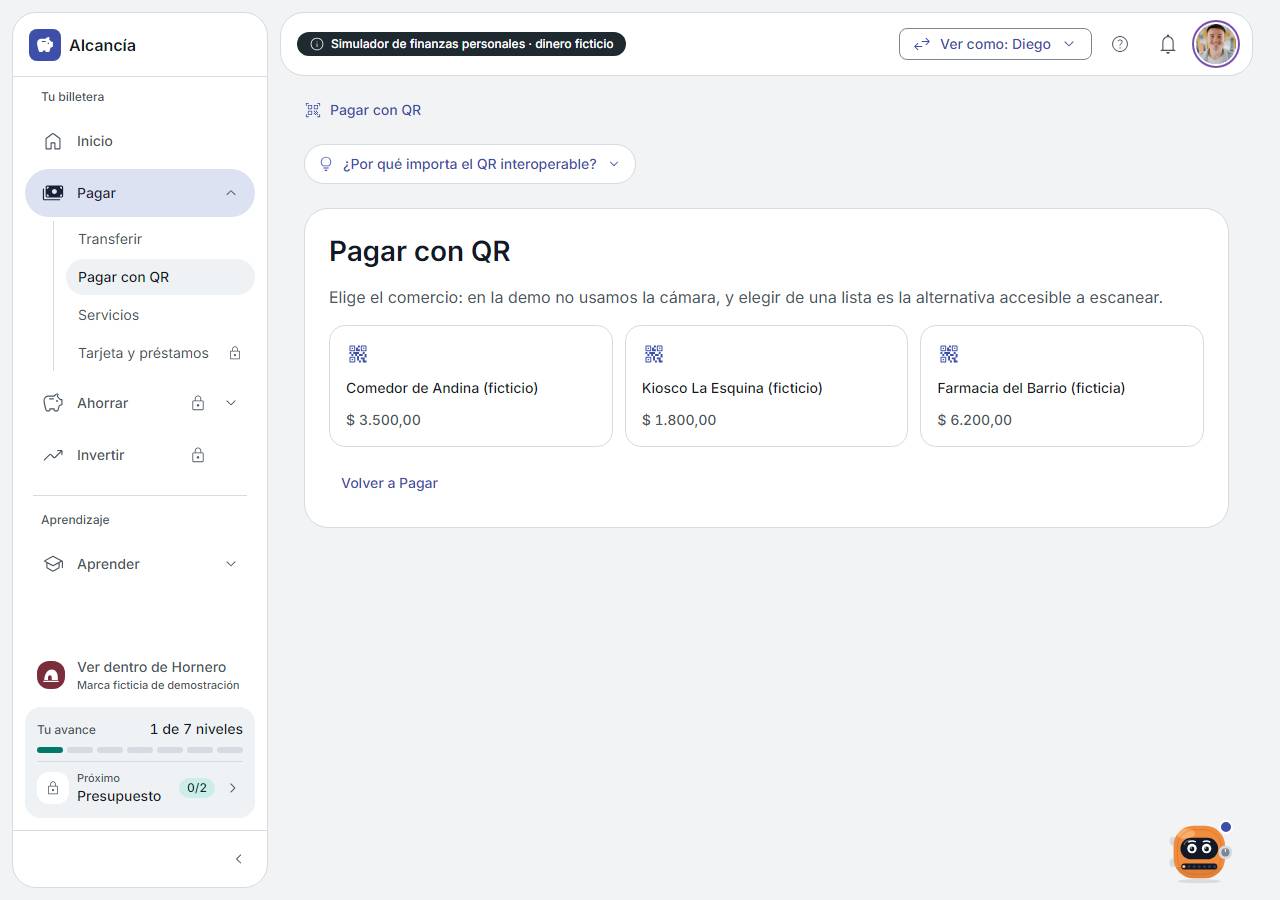 Alcancía
Simulador de finanzas personales · dinero ficticio
Ver como: Diego
Tu billetera
Inicio
Pagar
Transferir
Pagar con QR
Servicios
Tarjeta y préstamos
Ahorrar
Invertir
Aprendizaje
Aprender
Ver dentro de Hornero
Marca ficticia de demostración
Tu avance
1 de 7 niveles
Próximo
Presupuesto
0/2
Pagar con QR
¿Por qué importa el QR interoperable?
Pagar con QR
Elige el comercio: en la demo no usamos la cámara, y elegir de una lista es la alternativa accesible a escanear.
Comedor de Andina (ficticio)
$ 3.500,00
Kiosco La Esquina (ficticio)
$ 1.800,00
Farmacia del Barrio (ficticia)
$ 6.200,00
Volver a Pagar